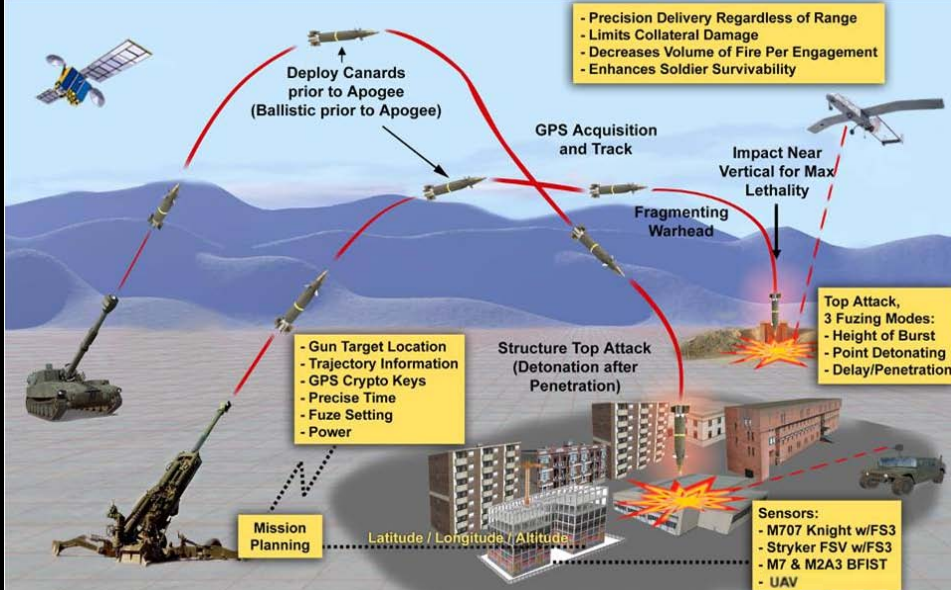 - Precision Delivery Regardless of Range
- Limits Collateral Damage
- Decreases Volume of Fire Per Engagement
- Enhances Soldier Survivability
Deploy Canards
prior to Apogee
(Ballistic prior to Apogee)
GPS Acquisition
and Track
Impact Near
Vertical for Max
Lethality
Fragmenting
Warhead
Top Attack,
3 Fuzing Modes:
- Height of Burst
- Point Detonating
- Delay/Penetration
- Gun Target Location
- Trajectory Information
- GPS Crypto Keys
- Precise Time
- Fuze Setting
- Power
Structure Top Attack
(Detonation after
Penetration)
Mission
Planning
Latitude / Longitude / Altitude
Sensors:
- M707 Knight w/FS3
- Stryker FSV w/FS3
- M7 & M2A3 BFIST
- UAV